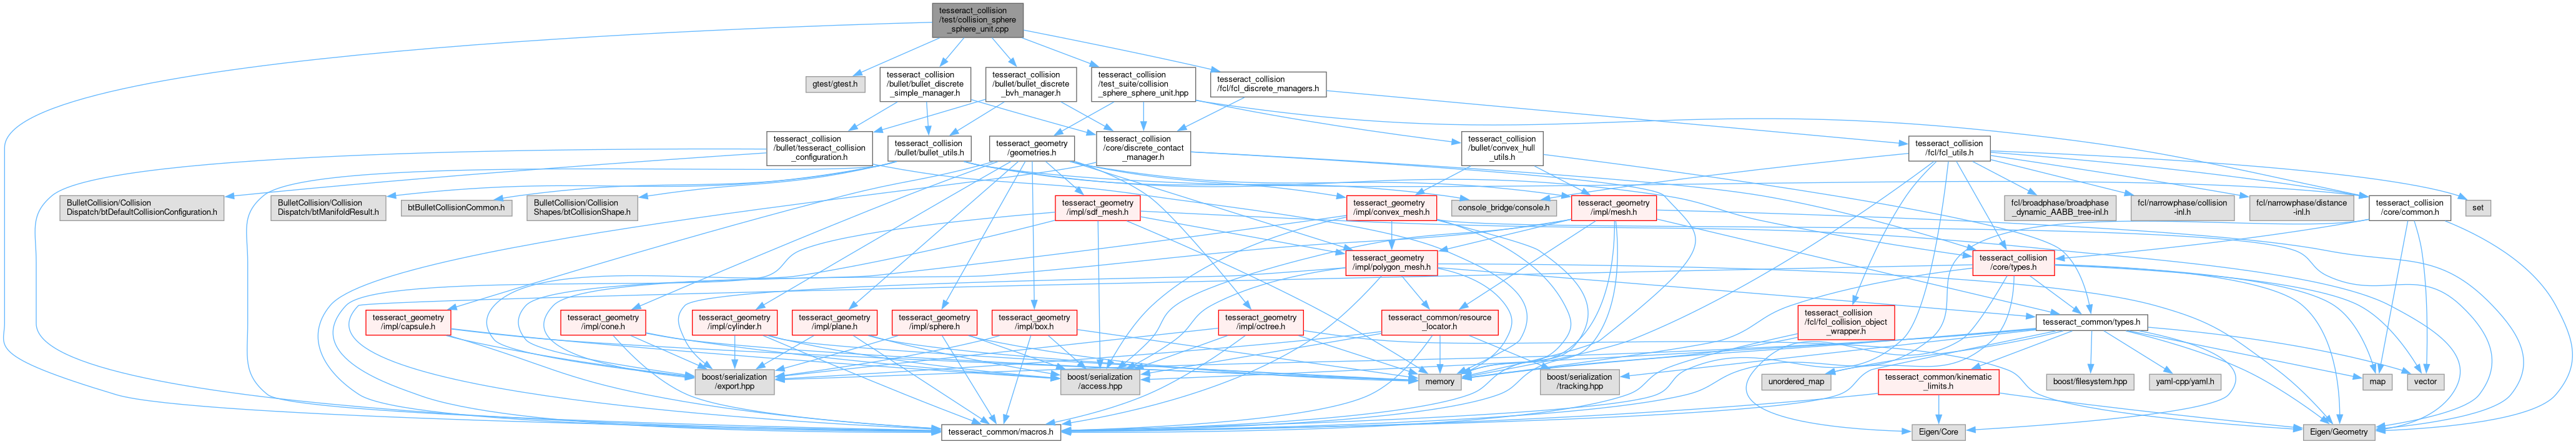 tesseract_collision
/test/collision_sphere
_sphere_unit.cpp
gtest/gtest.h
tesseract_collision
/bullet/bullet_discrete
_simple_manager.h
tesseract_collision
/bullet/bullet_discrete
_bvh_manager.h
tesseract_collision
/test_suite/collision
_sphere_sphere_unit.hpp
tesseract_collision
/fcl/fcl_discrete_managers.h
tesseract_collision
/bullet/tesseract_collision
_configuration.h
tesseract_collision
/bullet/bullet_utils.h
tesseract_geometry
/geometries.h
tesseract_collision
/core/discrete_contact
_manager.h
tesseract_collision
/bullet/convex_hull
_utils.h
tesseract_collision
/fcl/fcl_utils.h
BulletCollision/Collision
Dispatch/btDefaultCollisionConfiguration.h
BulletCollision/Collision
Dispatch/btManifoldResult.h
btBulletCollisionCommon.h
BulletCollision/Collision
Shapes/btCollisionShape.h
tesseract_geometry
/impl/sdf_mesh.h
tesseract_geometry
/impl/convex_mesh.h
console_bridge/console.h
tesseract_geometry
/impl/mesh.h
fcl/broadphase/broadphase
_dynamic_AABB_tree-inl.h
fcl/narrowphase/collision
-inl.h
fcl/narrowphase/distance
-inl.h
tesseract_collision
/core/common.h
set
tesseract_geometry
/impl/polygon_mesh.h
tesseract_collision
/core/types.h
tesseract_geometry
/impl/capsule.h
tesseract_geometry
/impl/cone.h
tesseract_geometry
/impl/cylinder.h
tesseract_geometry
/impl/plane.h
tesseract_geometry
/impl/sphere.h
tesseract_geometry
/impl/box.h
tesseract_geometry
/impl/octree.h
tesseract_common/resource
_locator.h
tesseract_collision
/fcl/fcl_collision_object
_wrapper.h
tesseract_common/types.h
boost/serialization
/export.hpp
boost/serialization
/access.hpp
memory
boost/serialization
/tracking.hpp
unordered_map
tesseract_common/kinematic
_limits.h
boost/filesystem.hpp
yaml-cpp/yaml.h
map
vector
tesseract_common/macros.h
Eigen/Core
Eigen/Geometry